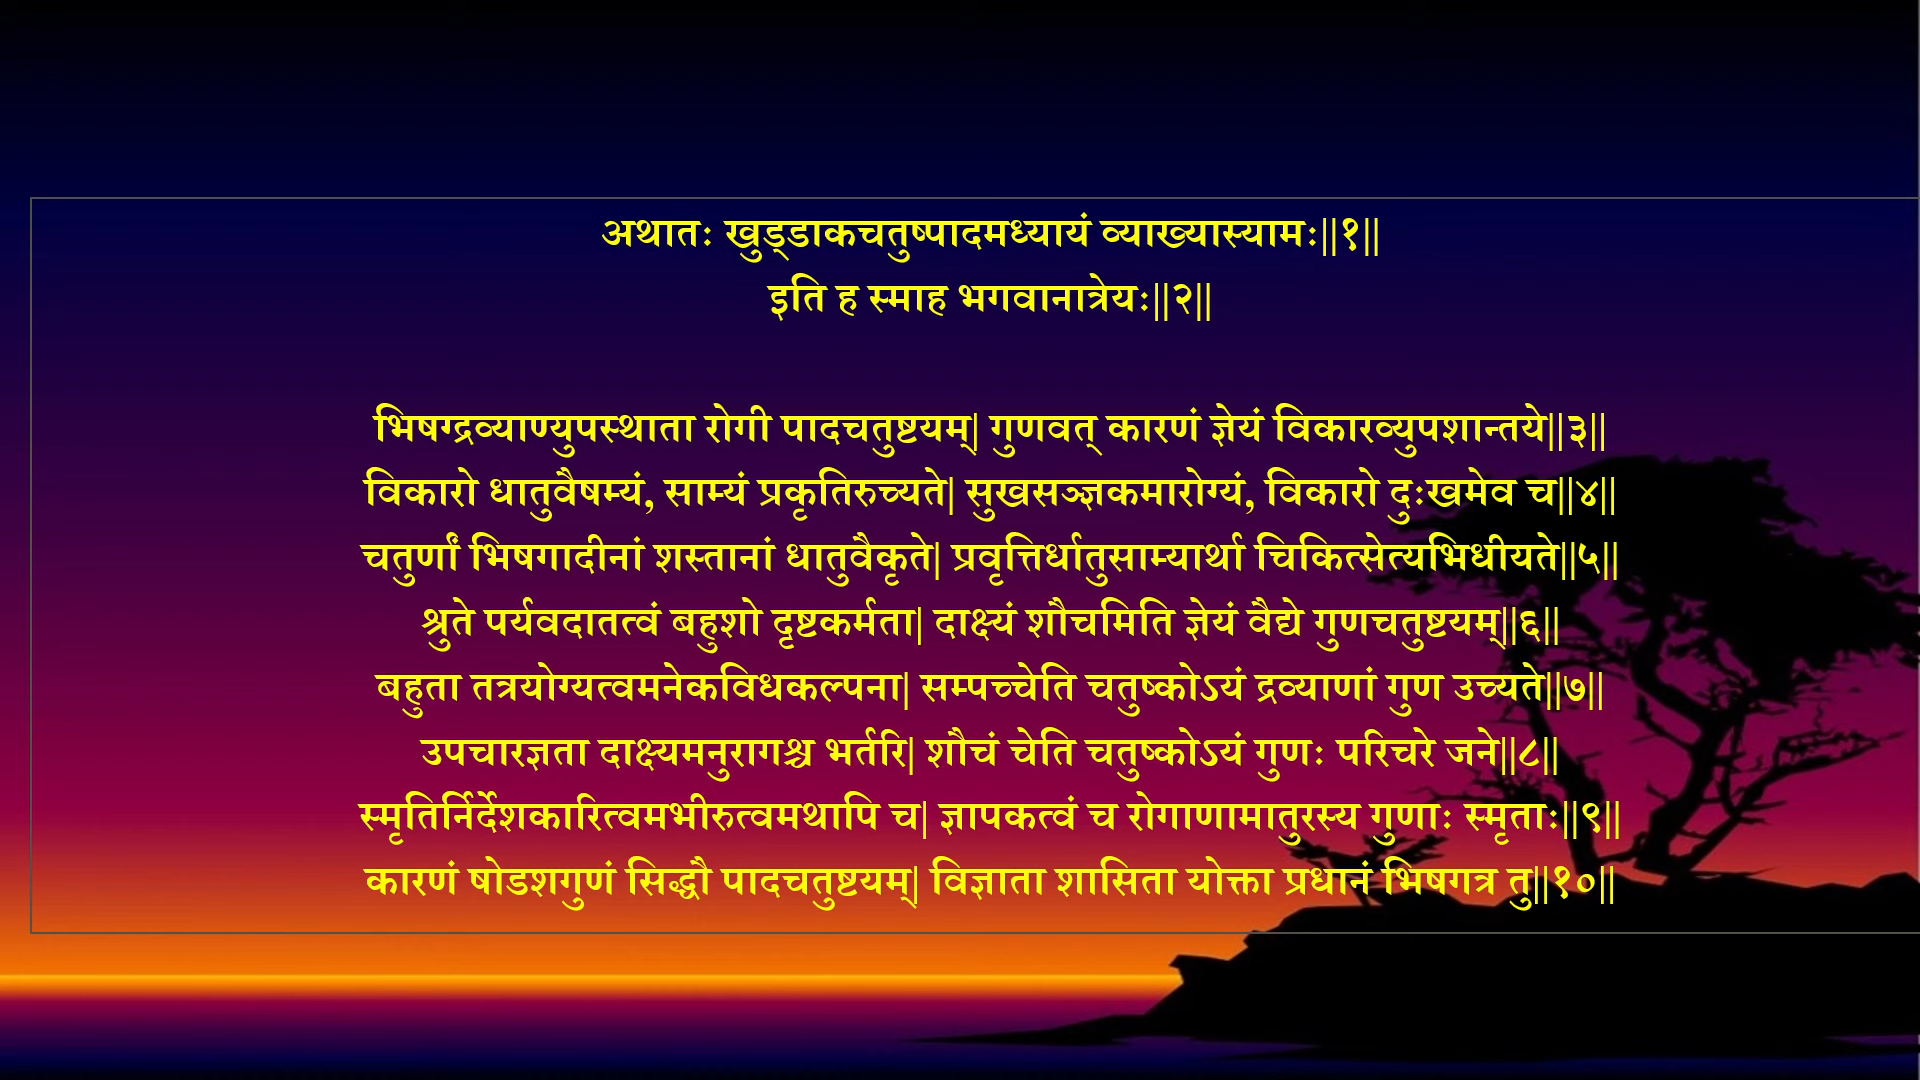 अथातः खुड्डाकचतुष्पादमध्यायं व्याख्यास्यामः||१||
इति ह स्माह भगवानात्रेयः||२||
भिषग्द्रव्याण्युपस्थाता रोगी पादचतुष्टयम्| गुणवत् कारणं ज्ञेयं विकारव्युपशान्तये||३||
विकारो धातुवैषम्यं, साम्यं प्रकृतिरुच्यते| सुखसञ्ज्ञकमारोग्यं, विकारो दुःखमेव च||४||
चतुर्णां भिषगादीनां शस्तानां धातुवैकृते| प्रवृत्तिर्धातुसाम्यार्था चिकित्सेत्यभिधीयते||५||
श्रुते पर्यवदातत्वं बहुशो दृष्टकर्मता| दाक्ष्यं शौचमिति ज्ञेयं वैद्ये गुणचतुष्टयम्||६||
बहुता तत्रयोग्यत्वमनेकविधकल्पना| सम्पच्चेति चतुष्कोऽयं द्रव्याणां गुण उच्यते||७||
उपचारज्ञता दाक्ष्यमनुरागश्च भर्तरि| शौचं चेति चतुष्कोऽयं गुणः परिचरे जने||८||
स्मृतिर्निर्देशकारित्वमभीरुत्वमथापि च| ज्ञापकत्वं च रोगाणामातुरस्य गुणाः स्मृताः||९||
कारणं षोडशगुणं सिद्धौ पादचतुष्टयम्| विज्ञाता शासिता योक्ता प्रधानं भिषगत्र तु||१०||